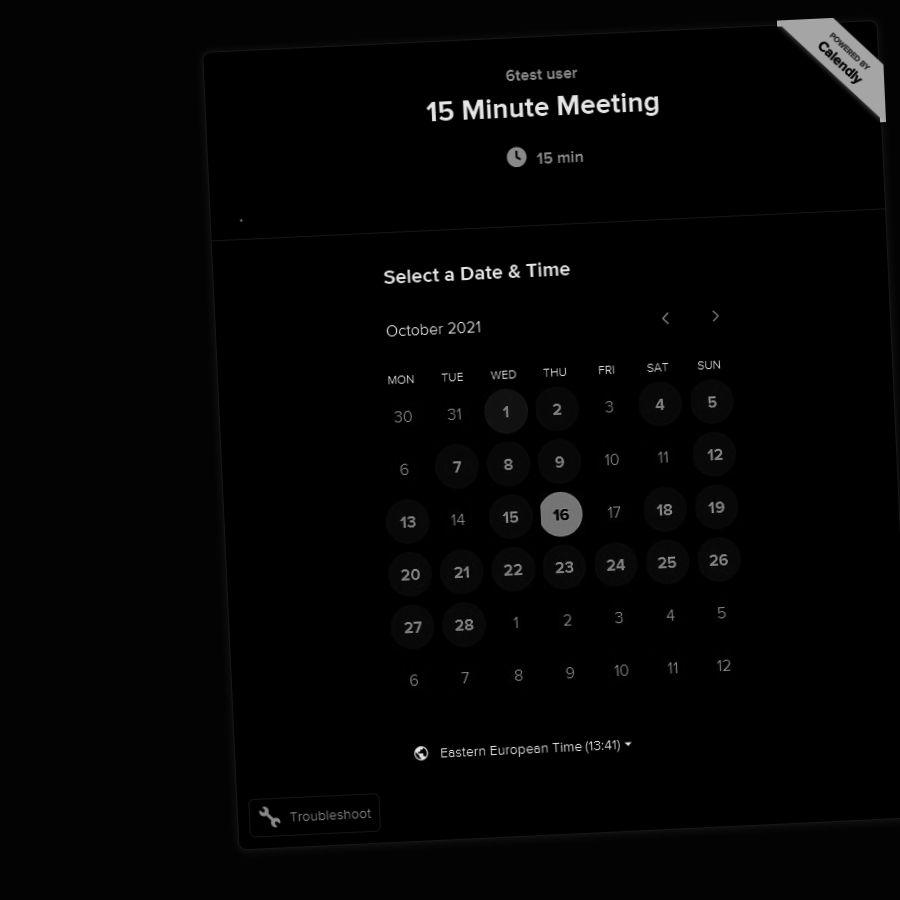 POWERED BY
Calendly
6test user
15 Minute Meeting
15 min
Select a Date & Time
October 2021
MON TUE WED THU FRI SAT SUN
30 31 1 2 3 4 5
6 7 8 9 10 11 12
13 14 15 16 17 18 19
20 21 22 23 24 25 26
27 28 1 2 3 4 5
6 7 8 9 10 11 12
Eastern European Time (13:41)
Troubleshoot